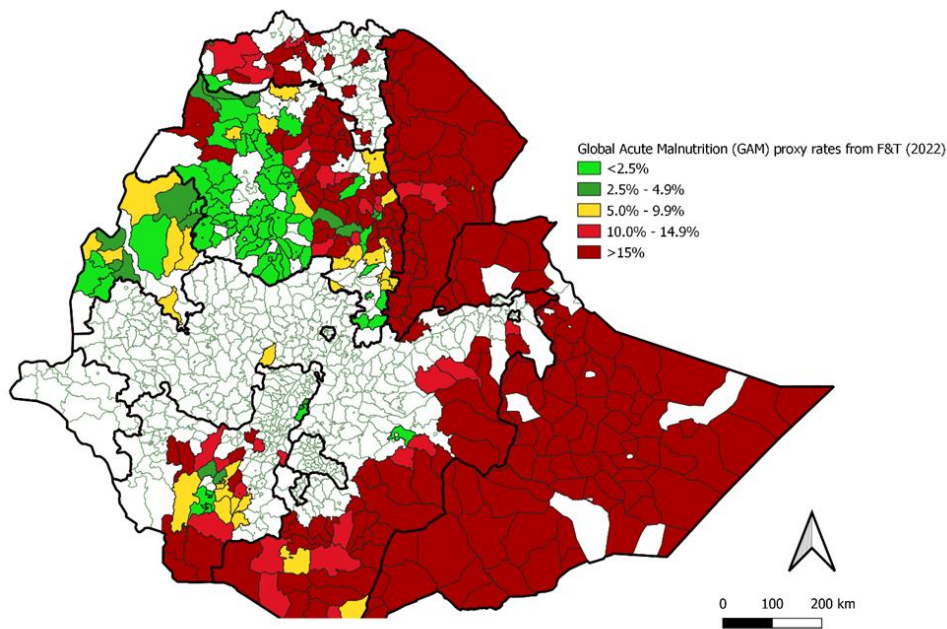 Global Acute Malnutrition (GAM) proxy rates from F&T (2022)
<2.5%
2.5% - 4.9%
5.0% - 9.9%
10.0% - 14.9%
>15%
0 100 200 km